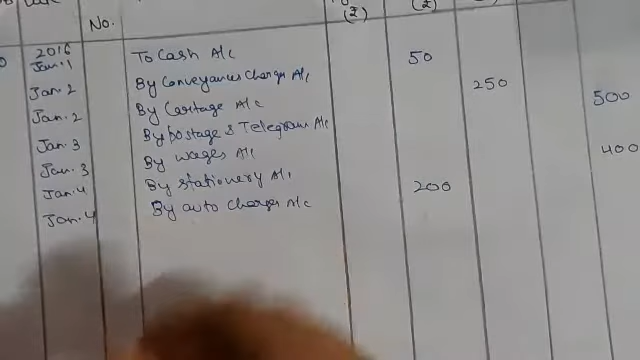 No. (₹) (₹)
2016
Jan.1 To Cash A/c 50
Jan.2 By Conveyances Charges A/c 250
Jan.2 By Cartage A/c 500
Jan.3 By postage & Telegram A/c
Jan.3 By wages A/c 400
Jan.4 By stationery A/c 200
Jan.4 By auto charges A/c